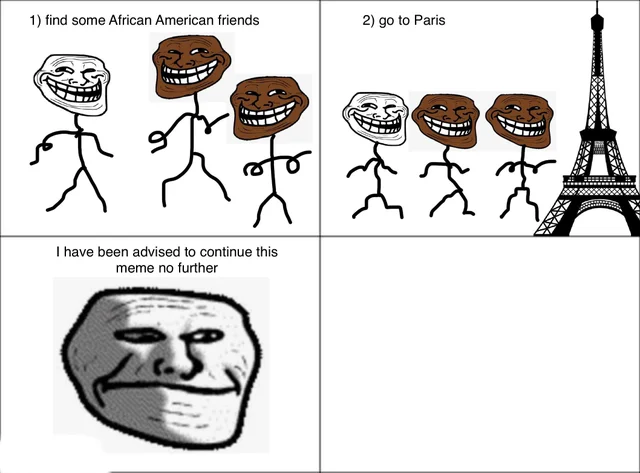 1) find some African American friends
2) go to Paris
I have been advised to continue this
meme no further